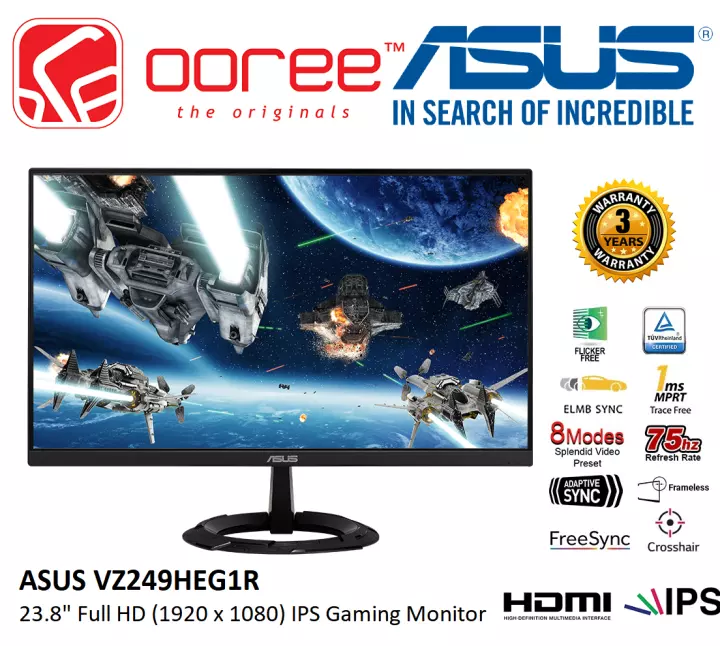 ooree™
the originals
ASUS®
IN SEARCH OF INCREDIBLE
WARRANTY
3
YEARS
WARRANTY
FLICKER
FREE
TÜVRheinland
CERTIFIED
ELMB SYNC
1ms
MPRT
Trace Free
8Modes
Splendid Video
Preset
75hz
Refresh Rate
ADAPTIVE
SYNC
Frameless
FreeSync
Crosshair
ASUS
ASUS VZ249HEG1R
23.8" Full HD (1920 x 1080) IPS Gaming Monitor
HDMI
HIGH-DEFINITION MULTIMEDIA INTERFACE
IPS